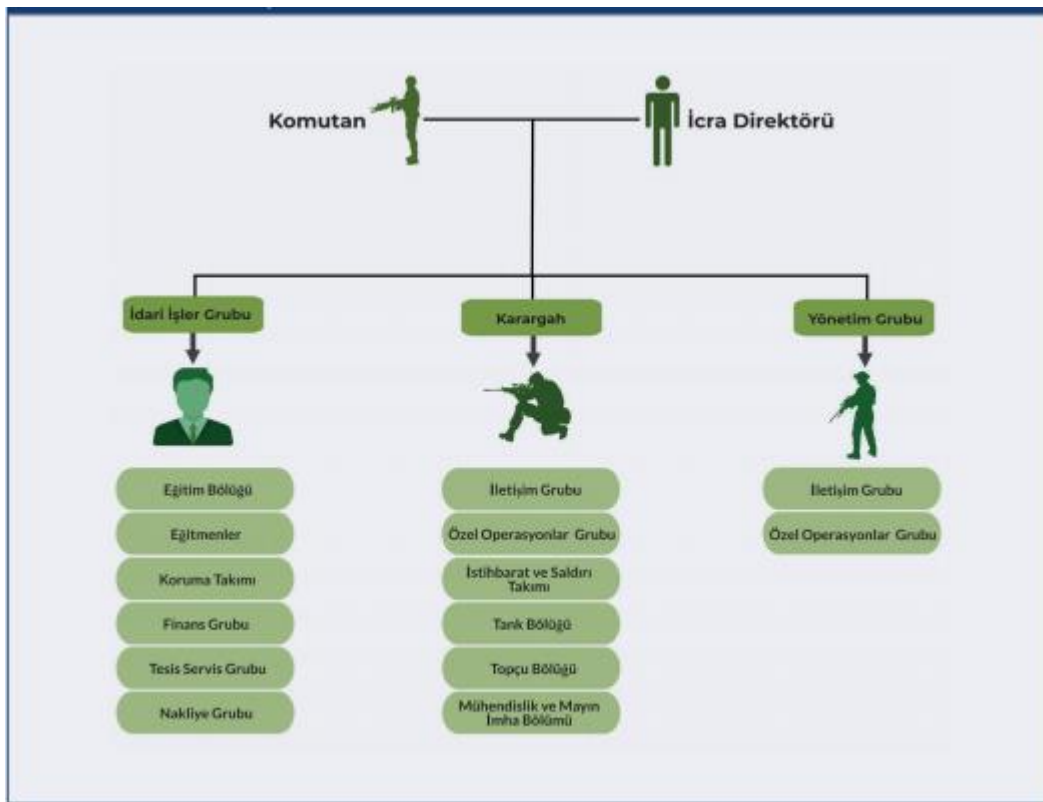 Komutan
İcra Direktörü
İdari İşler Grubu
Karargah
Yönetim Grubu
Eğitim Bölüğü
Eğitmenler
Koruma Takımı
Finans Grubu
Tesis Servis Grubu
Nakliye Grubu
İletişim Grubu
Özel Operasyonlar Grubu
İstihbarat ve Saldırı
Takımı
Tank Bölüğü
Topçu Bölüğü
Mühendislik ve Mayın
İmha Bölümü
İletişim Grubu
Özel Operasyonlar Grubu